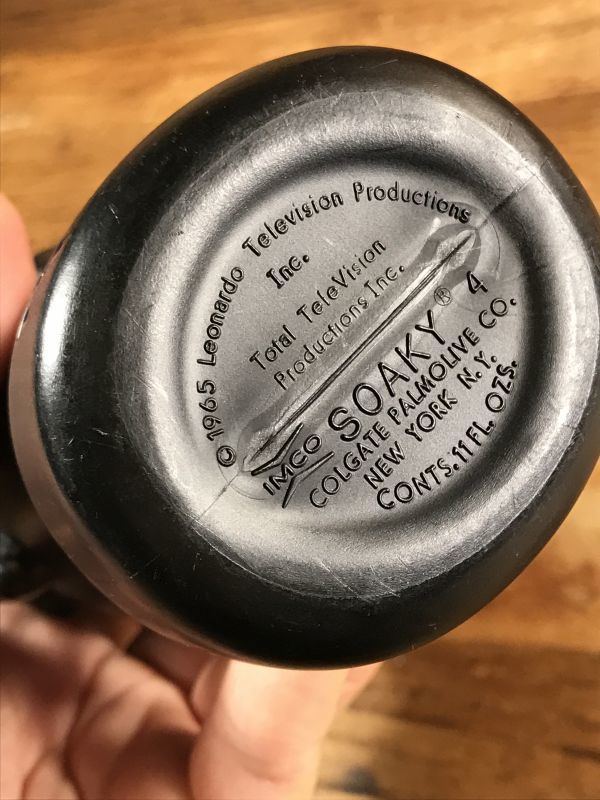 ©1965 Leonardo Television Productions
Inc.
Total TeleVision
Productions Inc.
IMCO SOAKY® 4
COLGATE PALMOLIVE CO.
NEW YORK N.Y.
CONTS. 11 FL. OZS.